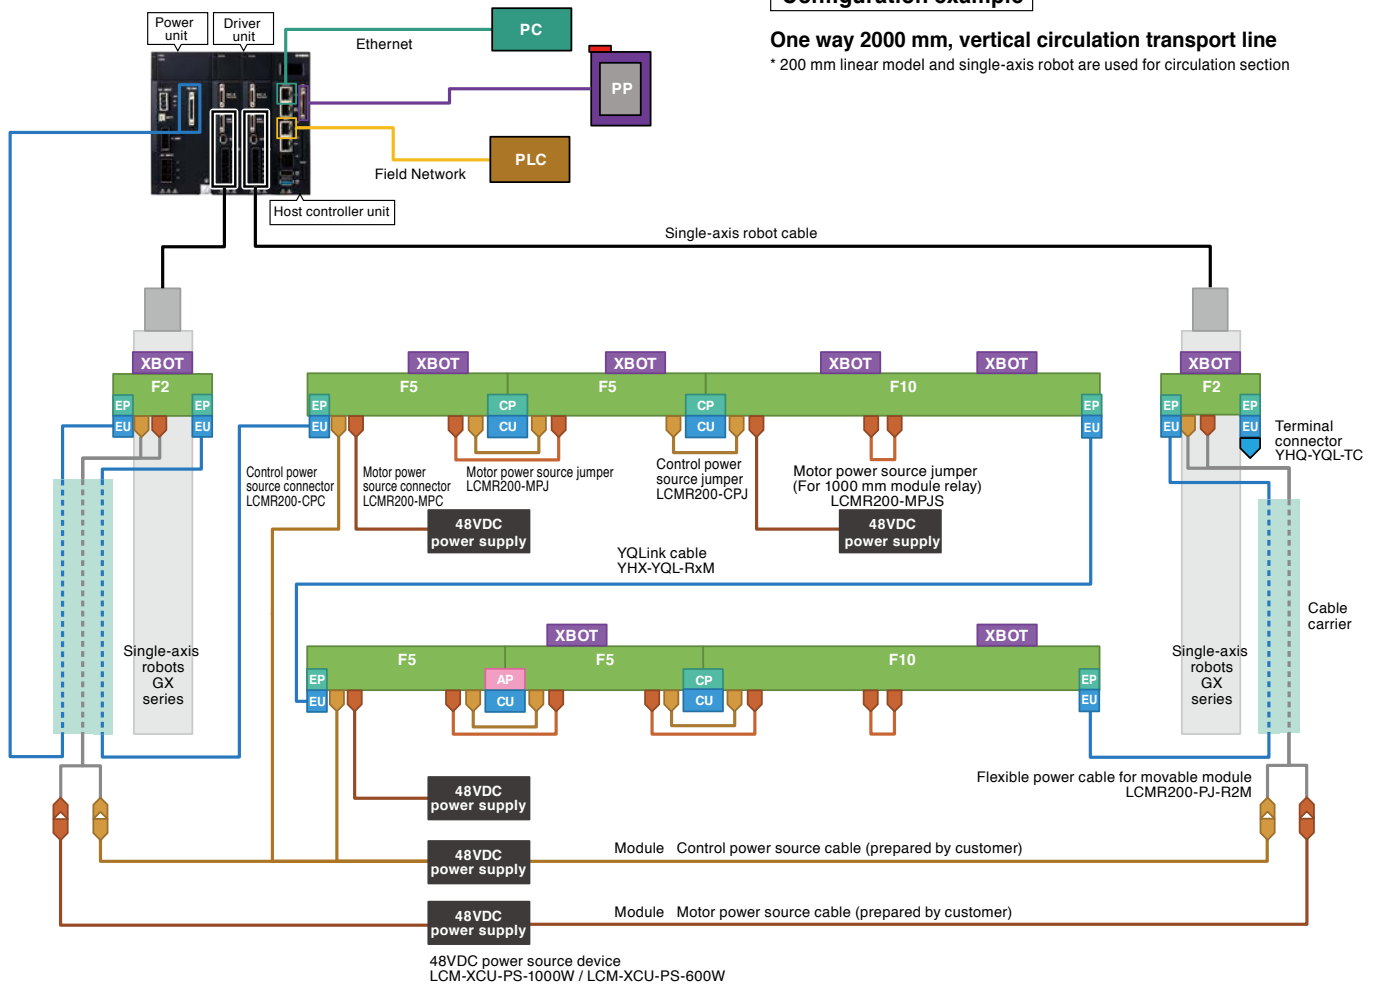 Configuration example
One way 2000 mm, vertical circulation transport line
* 200 mm linear model and single-axis robot are used for circulation section
Power
unit
Driver
unit
Ethernet
PC
PP
PLC
Field Network
Host controller unit
Single-axis robot cable
XBOT
F2
EP
EP
EU
EU
XBOT
XBOT
XBOT
XBOT
F5
F5
F10
EP
CP
CP
EP
EU
CU
CU
EU
XBOT
F2
EP
EP
EU
EU
Terminal
connector
YHQ-YQL-TC
Control power
source connector
LCMR200-CPC
Motor power
source connector
LCMR200-MPC
Motor power source jumper
LCMR200-MPJ
Control power
source jumper
LCMR200-CPJ
Motor power source jumper
(For 1000 mm module relay)
LCMR200-MPJS
48VDC
power supply
48VDC
power supply
YQLink cable
YHX-YQL-RxM
Single-axis
robots
GX
series
XBOT
XBOT
F5
F5
F10
EP
AP
CP
EP
EU
CU
CU
EU
Single-axis
robots
GX
series
Cable
carrier
Flexible power cable for movable module
LCMR200-PJ-R2M
48VDC
power supply
48VDC
power supply
Module Control power source cable (prepared by customer)
48VDC
power supply
Module Motor power source cable (prepared by customer)
48VDC power source device
LCM-XCU-PS-1000W / LCM-XCU-PS-600W